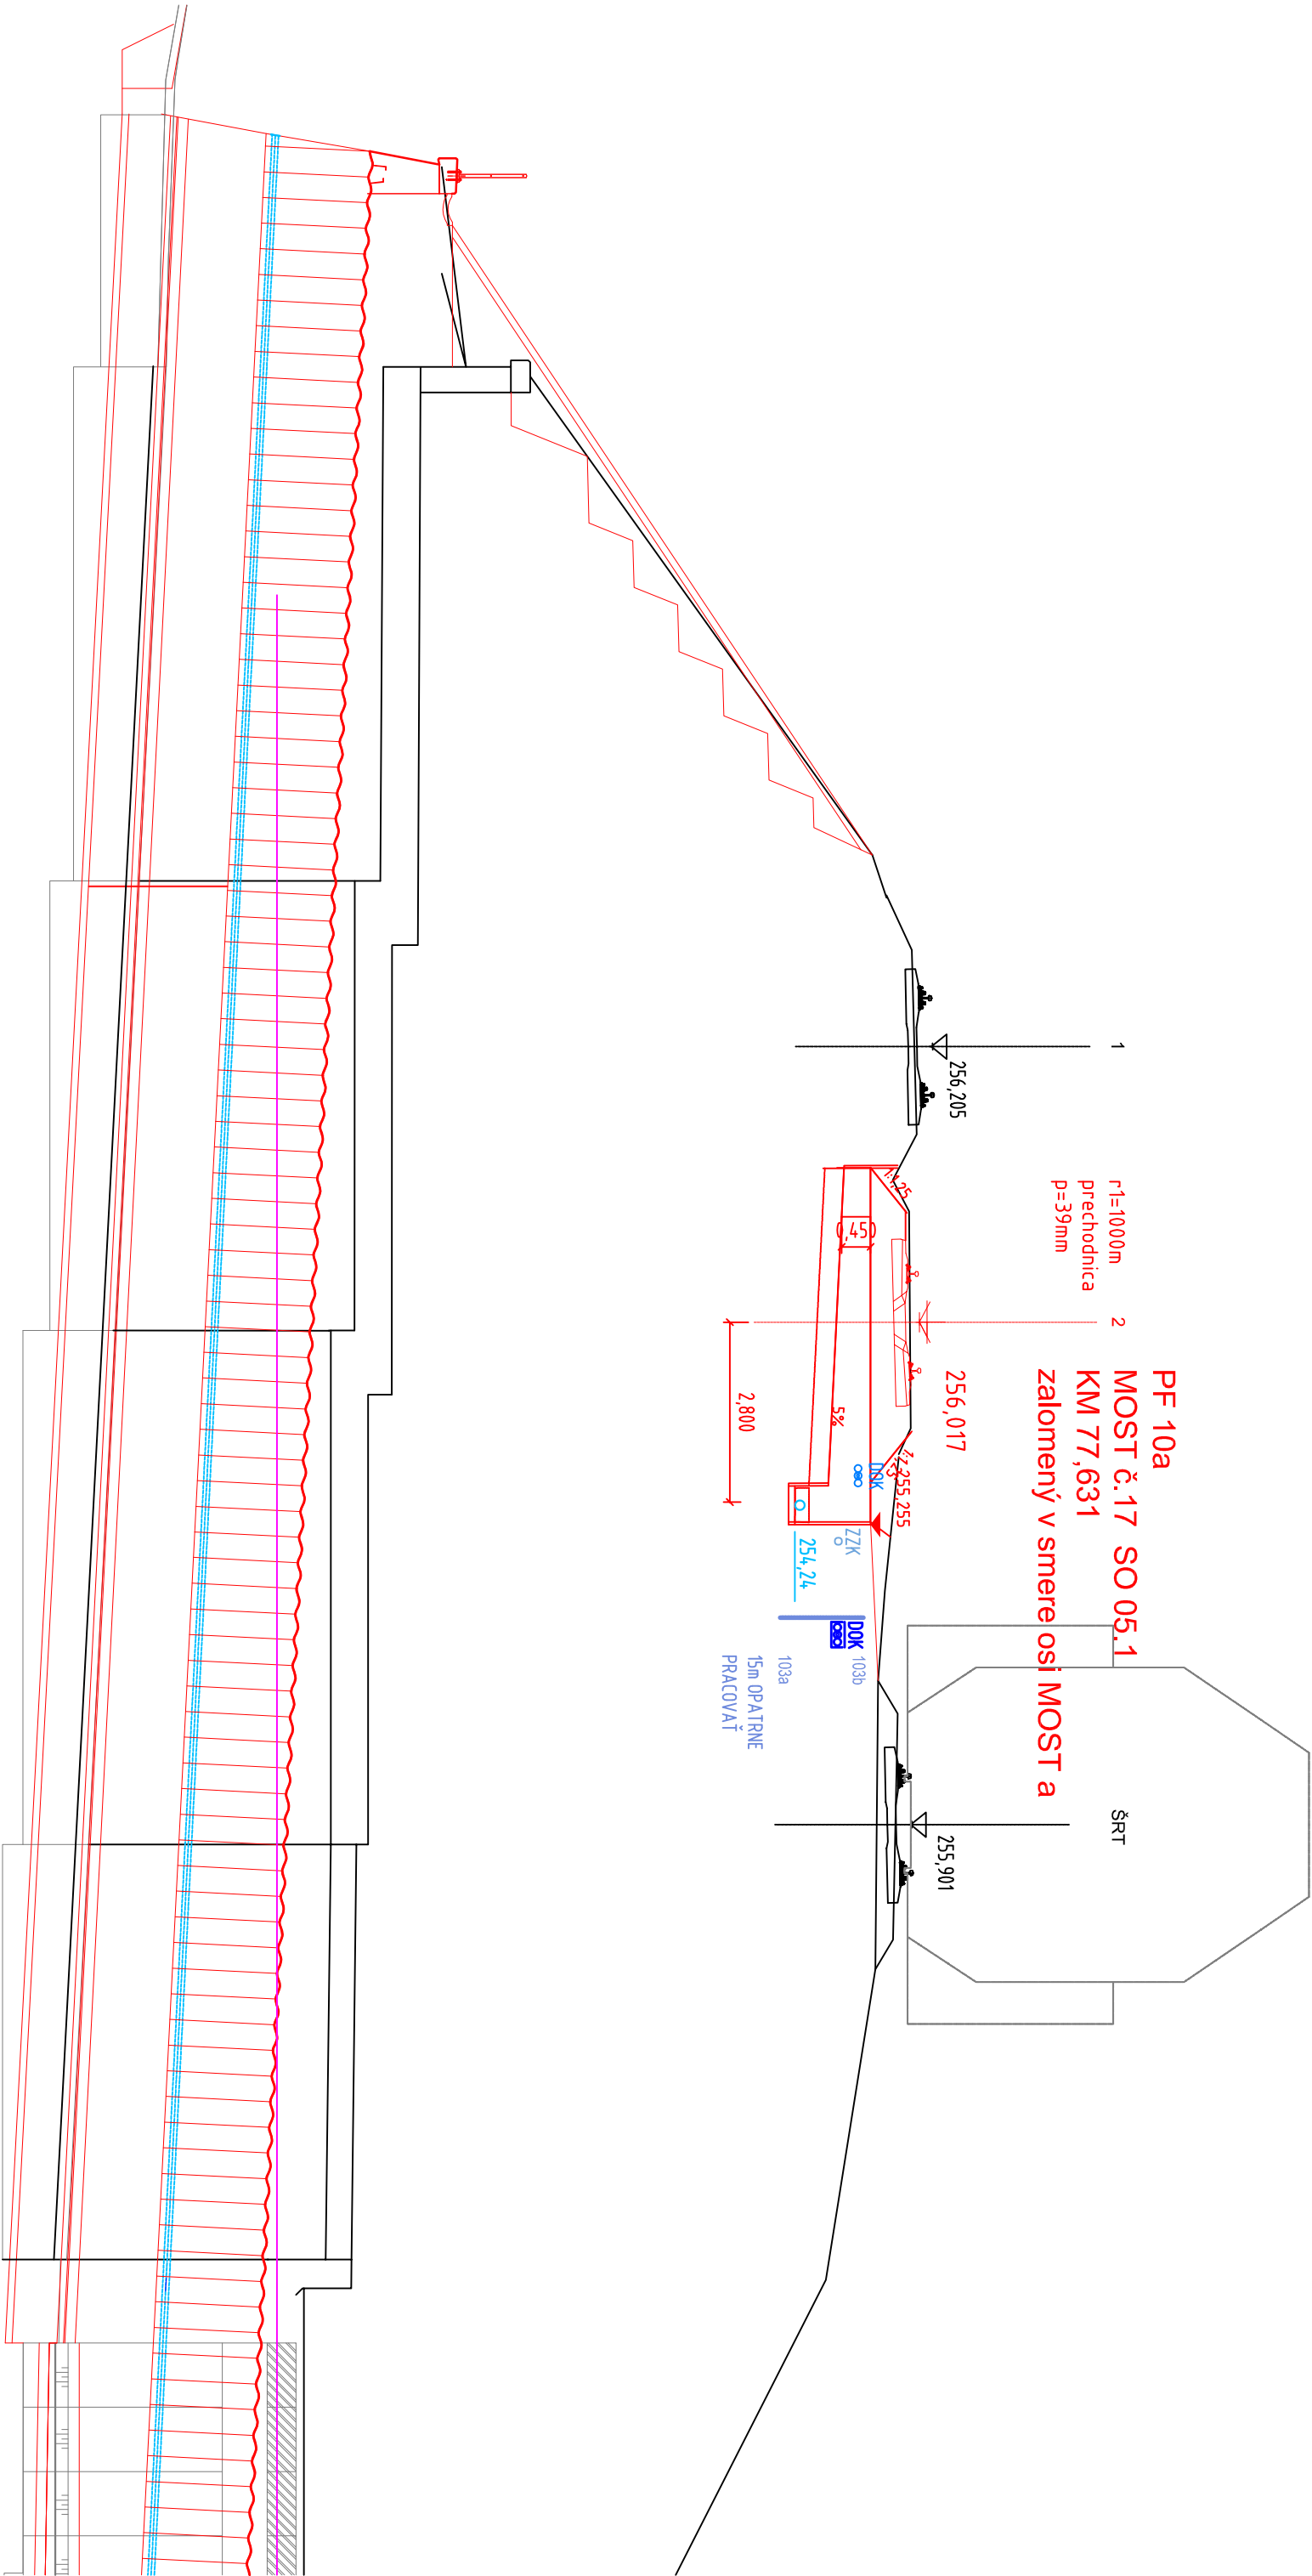 PF 10a
MOST č.17 SO 05.1
KM 77,631
zalomený v smere osi MOST a
r1=1000m
prechodnica
p=39mm
1
2
ŠRT
256,205
256,017
255,901
1:1,25
0,450
5%
255.255
DOK
ZZK
254,24
2,800
DOK
103b
103a
15m OPATRNE
PRACOVAŤ